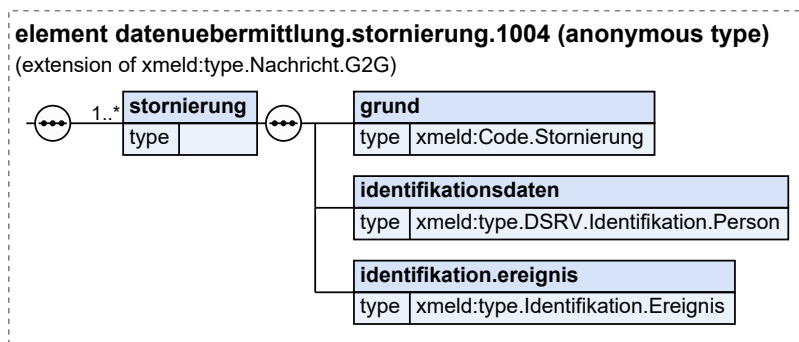 element datenuebermittlung.stornierung.1004 (anonymous type)
(extension of xmeld:type.Nachricht.G2G)
1..* stornierung
type
grund
type xmeld:Code.Stornierung
identifikationsdaten
type xmeld:type.DSRV.Identifikation.Person
identifikation.ereignis
type xmeld:type.Identifikation.Ereignis